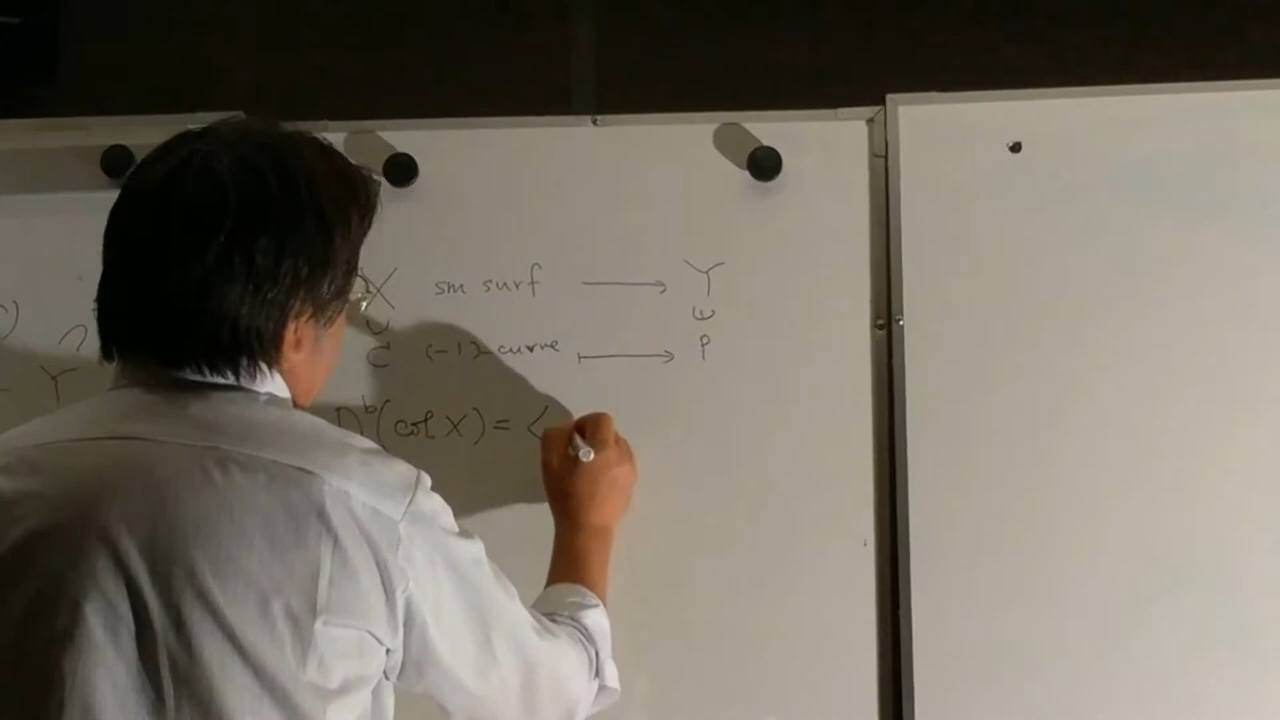 X sm surf ⟶ Y
∪ ∈
C (-1)-curve ⟼ P
D^b(coh X) = <
Y